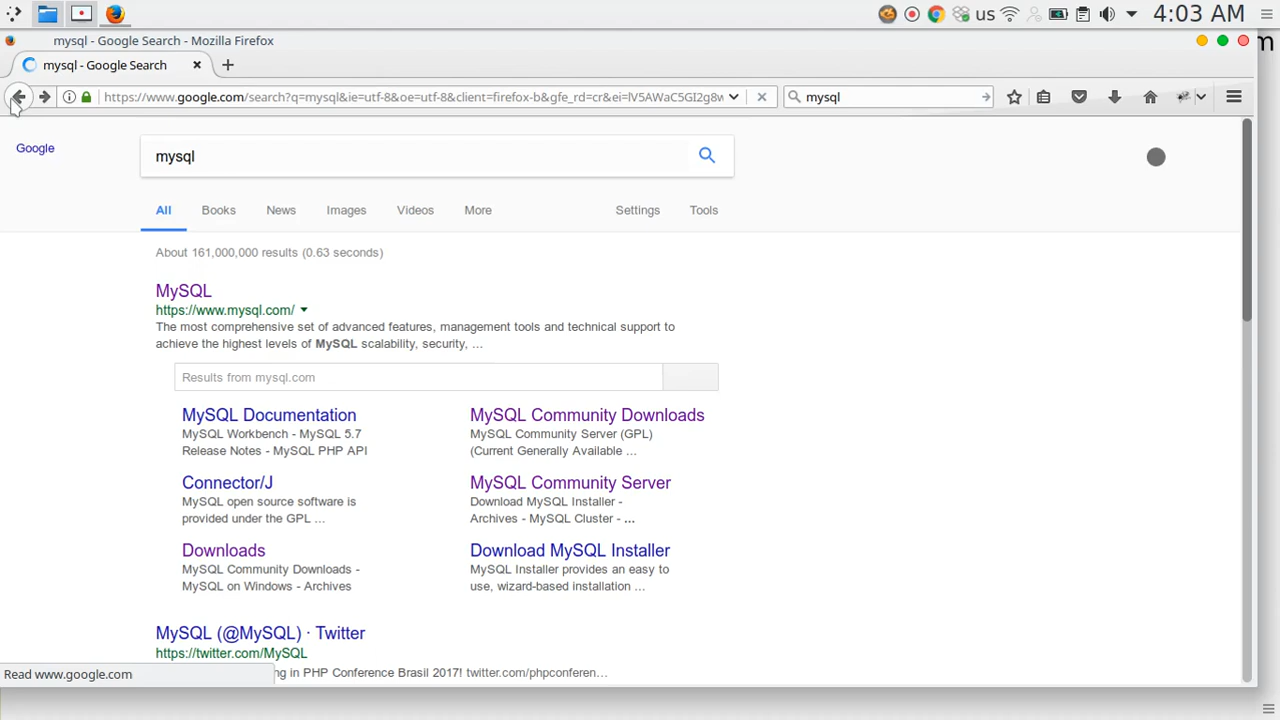 us 4:03 AM
mysql - Google Search - Mozilla Firefox
m
mysql - Google Search
https://www.google.com/search?q=mysql&ie=utf-8&oe=utf-8&client=firefox-b&gfe_rd=cr&ei=lV5AWaC5GI2g8w
mysql
Google
mysql
All Books News Images Videos More Settings Tools
About 161,000,000 results (0.63 seconds)
MySQL
https://www.mysql.com/
The most comprehensive set of advanced features, management tools and technical support to
achieve the highest levels of MySQL scalability, security, ...
Results from mysql.com
MySQL Documentation
MySQL Workbench - MySQL 5.7
Release Notes - MySQL PHP API
MySQL Community Downloads
MySQL Community Server (GPL)
(Current Generally Available ...
Connector/J
MySQL open source software is
provided under the GPL ...
MySQL Community Server
Download MySQL Installer -
Archives - MySQL Cluster - ...
Downloads
MySQL Community Downloads -
MySQL on Windows - Archives
Download MySQL Installer
MySQL Installer provides an easy to
use, wizard-based installation ...
MySQL (@MySQL) · Twitter
https://twitter.com/MySQL
ng in PHP Conference Brasil 2017! twitter.com/phpconferen...
Read www.google.com